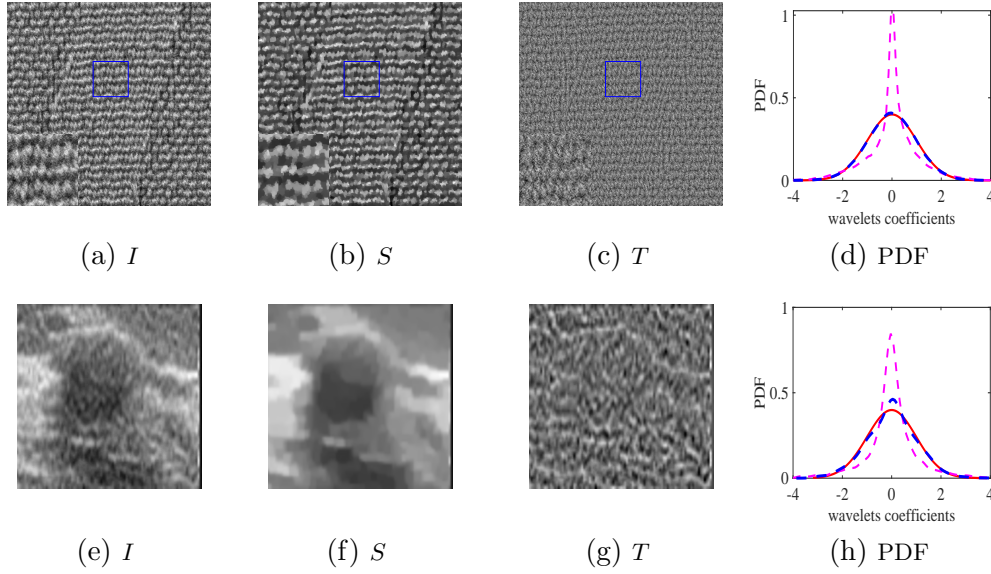 1
0.5
0
PDF
-4 -2 0 2 4
wavelets coefficients
(a) I
(b) S
(c) T
(d) PDF
1
0.5
0
PDF
-4 -2 0 2 4
wavelets coefficients
(e) I
(f) S
(g) T
(h) PDF